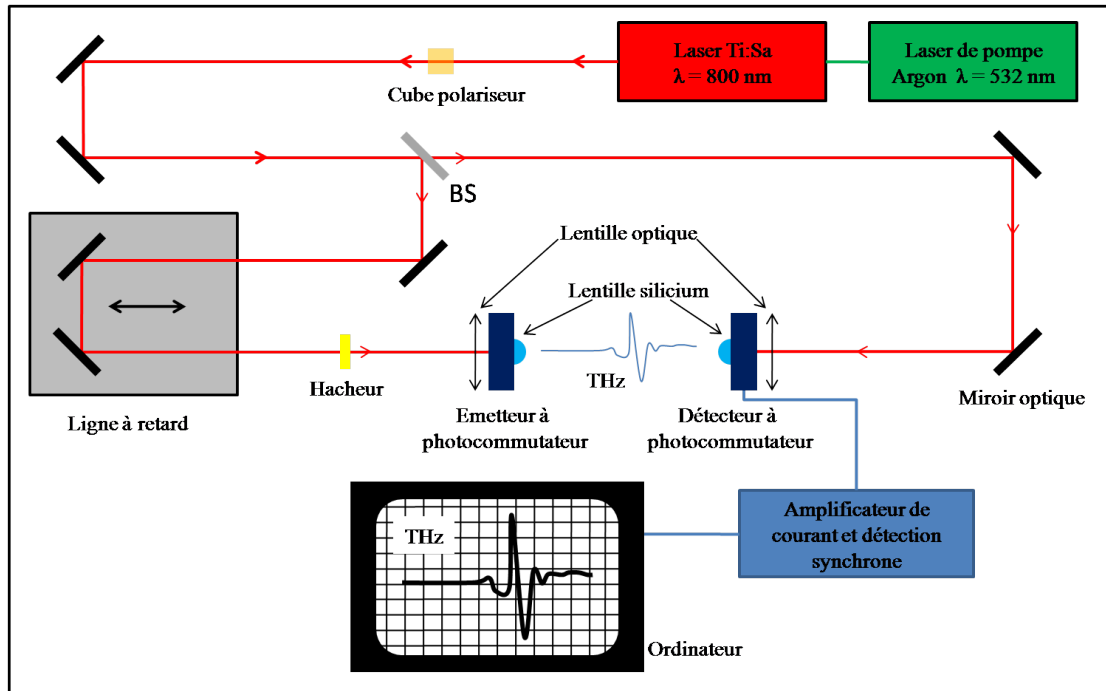 Laser Ti:Sa
λ = 800 nm
Laser de pompe
Argon λ = 532 nm
Cube polariseur
BS
Lentille optique
Lentille silicium
THz
Hacheur
Ligne à retard
Emetteur à
photocommutateur
Détecteur à
photocommutateur
Miroir optique
Amplificateur de
courant et détection
synchrone
THz
Ordinateur